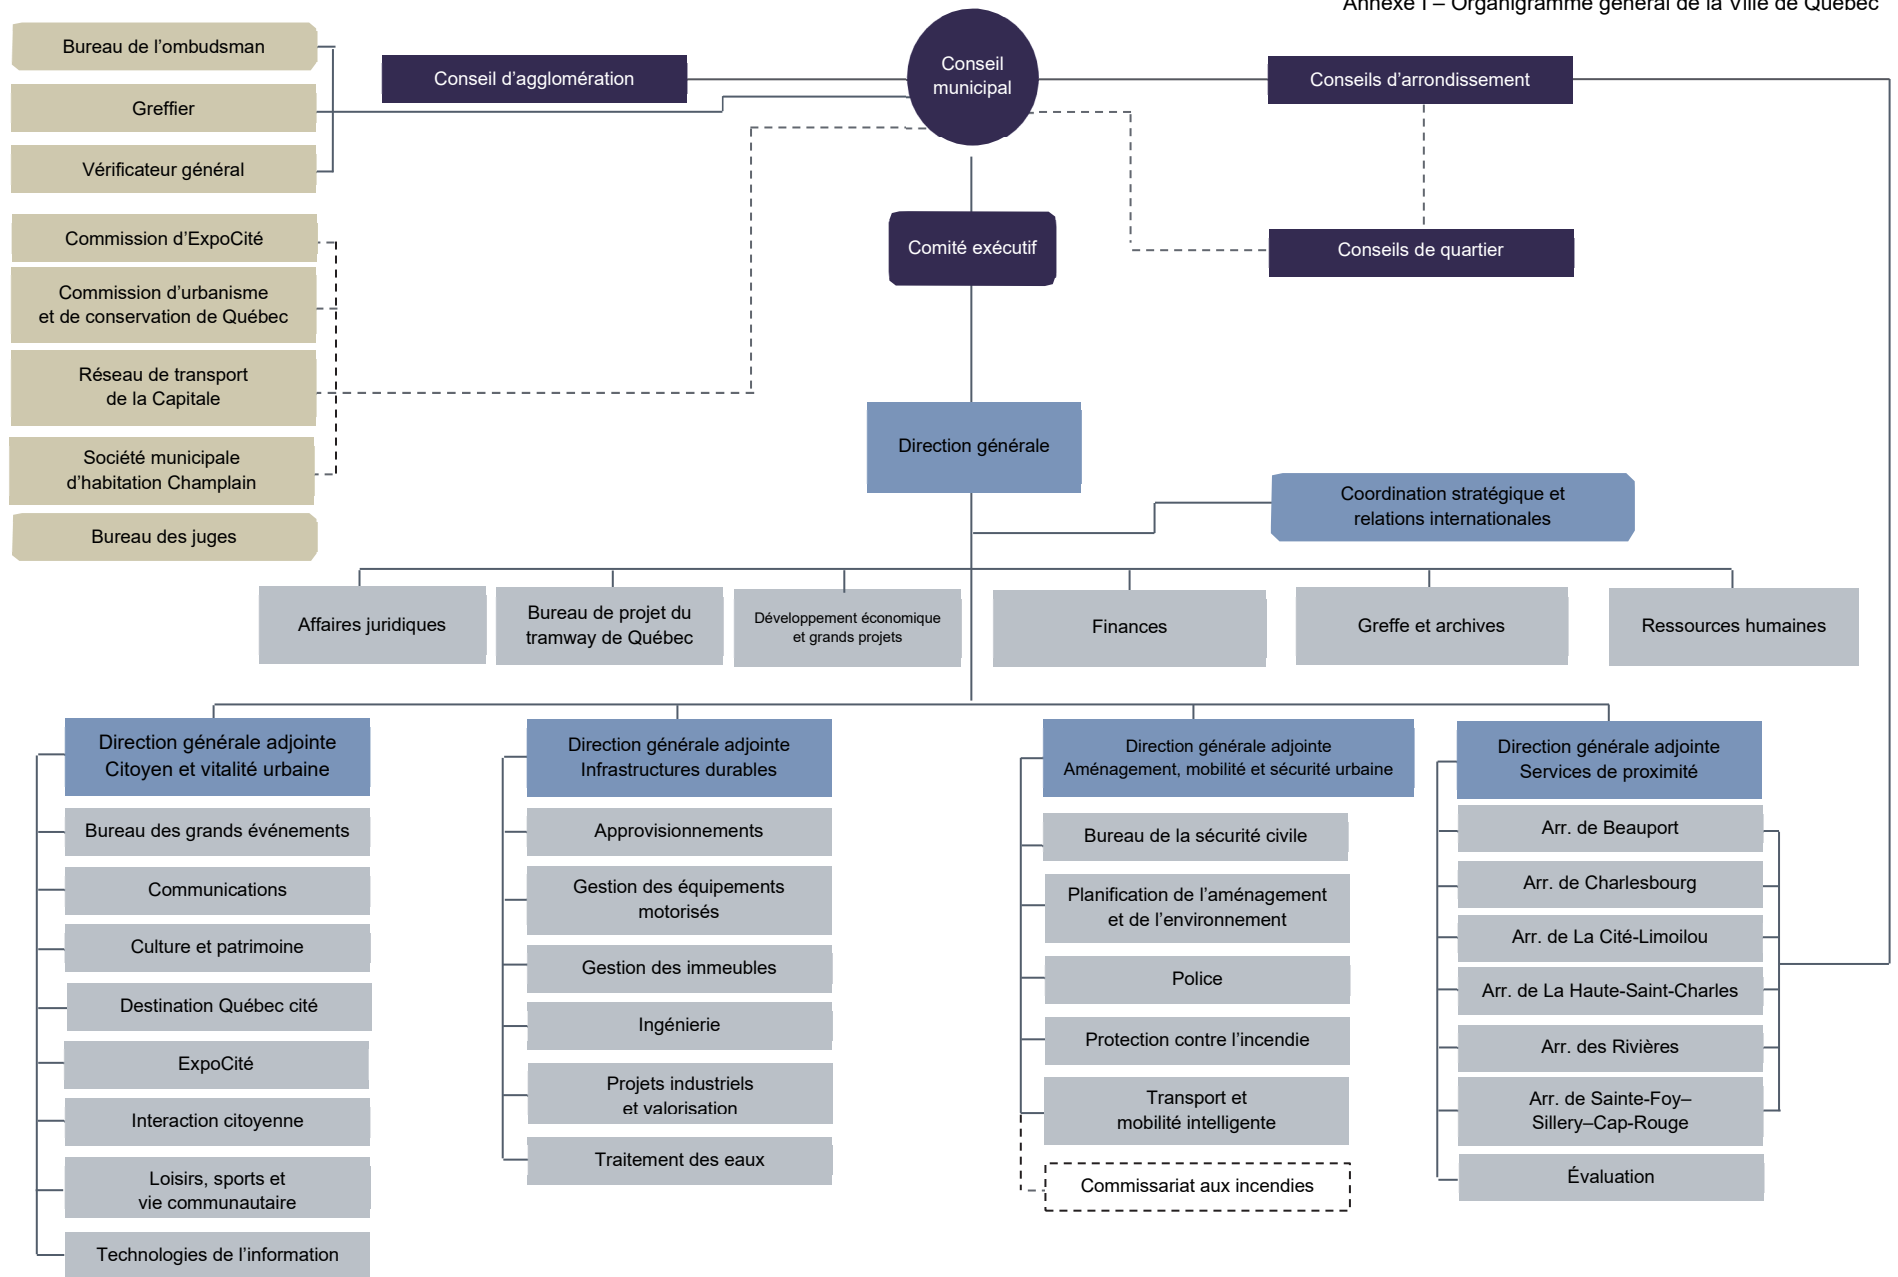 Annexe I – Organigramme général de la Ville de Québec
Bureau de l’ombudsman
Greffier
Vérificateur général
Commission d’ExpoCité
Commission d’urbanisme
et de conservation de Québec
Réseau de transport
de la Capitale
Société municipale
d’habitation Champlain
Bureau des juges
Conseil d’agglomération
Conseil
municipal
Conseils d’arrondissement
Comité exécutif
Conseils de quartier
Direction générale
Coordination stratégique et
relations internationales
Affaires juridiques
Bureau de projet du
tramway de Québec
Développement économique
et grands projets
Finances
Greffe et archives
Ressources humaines
Direction générale adjointe
Citoyen et vitalité urbaine
Bureau des grands événements
Communications
Culture et patrimoine
Destination Québec cité
ExpoCité
Interaction citoyenne
Loisirs, sports et
vie communautaire
Technologies de l’information
Direction générale adjointe
Infrastructures durables
Approvisionnements
Gestion des équipements
motorisés
Gestion des immeubles
Ingénierie
Projets industriels
et valorisation
Traitement des eaux
Direction générale adjointe
Aménagement, mobilité et sécurité urbaine
Bureau de la sécurité civile
Planification de l’aménagement
et de l’environnement
Police
Protection contre l’incendie
Transport et
mobilité intelligente
Commissariat aux incendies
Direction générale adjointe
Services de proximité
Arr. de Beauport
Arr. de Charlesbourg
Arr. de La Cité-Limoilou
Arr. de La Haute-Saint-Charles
Arr. des Rivières
Arr. de Sainte-Foy–
Sillery–Cap-Rouge
Évaluation